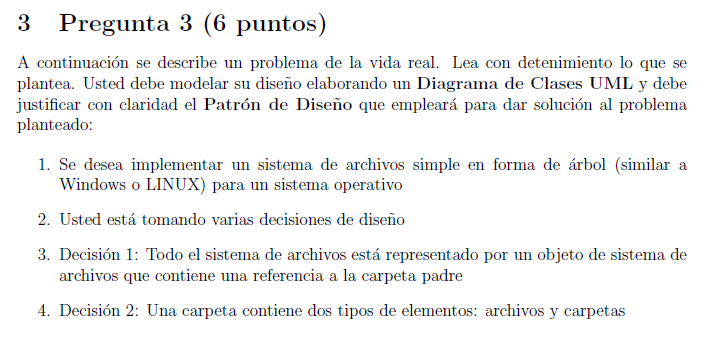 3 Pregunta 3 (6 puntos)
A continuación se describe un problema de la vida real. Lea con detenimiento lo que se
plantea. Usted debe modelar su diseño elaborando un Diagrama de Clases UML y debe
justificar con claridad el Patrón de Diseño que empleará para dar solución al problema
planteado:
1. Se desea implementar un sistema de archivos simple en forma de árbol (similar a
Windows o LINUX) para un sistema operativo
2. Usted está tomando varias decisiones de diseño
3. Decisión 1: Todo el sistema de archivos está representado por un objeto de sistema de
archivos que contiene una referencia a la carpeta padre
4. Decisión 2: Una carpeta contiene dos tipos de elementos: archivos y carpetas